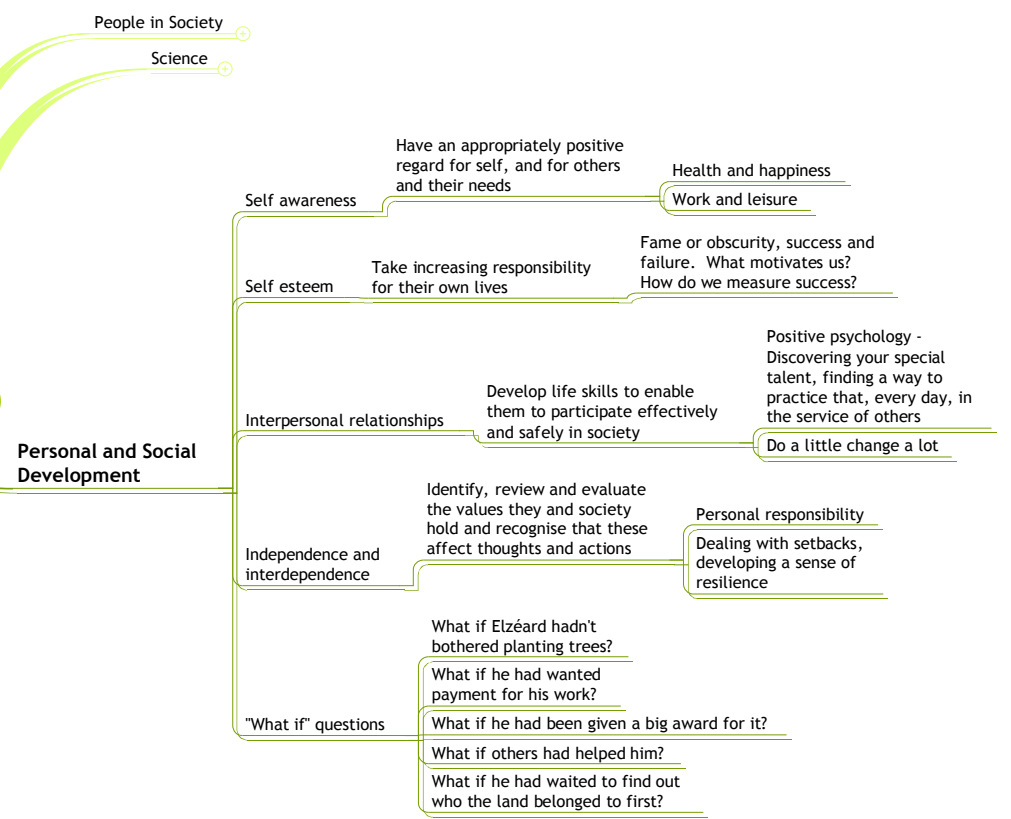 People in Society
Science
Personal and Social
Development
Self awareness
Have an appropriately positive
regard for self, and for others
and their needs
Health and happiness
Work and leisure
Self esteem
Take increasing responsibility
for their own lives
Fame or obscurity, success and
failure.  What motivates us?
How do we measure success?
Interpersonal relationships
Develop life skills to enable
them to participate effectively
and safely in society
Positive psychology -
Discovering your special
talent, finding a way to
practice that, every day, in
the service of others
Do a little change a lot
Independence and
interdependence
Identify, review and evaluate
the values they and society
hold and recognise that these
affect thoughts and actions
Personal responsibility
Dealing with setbacks,
developing a sense of
resilience
"What if" questions
What if Elzéard hadn't
bothered planting trees?
What if he had wanted
payment for his work?
What if he had been given a big award for it?
What if others had helped him?
What if he had waited to find out
who the land belonged to first?